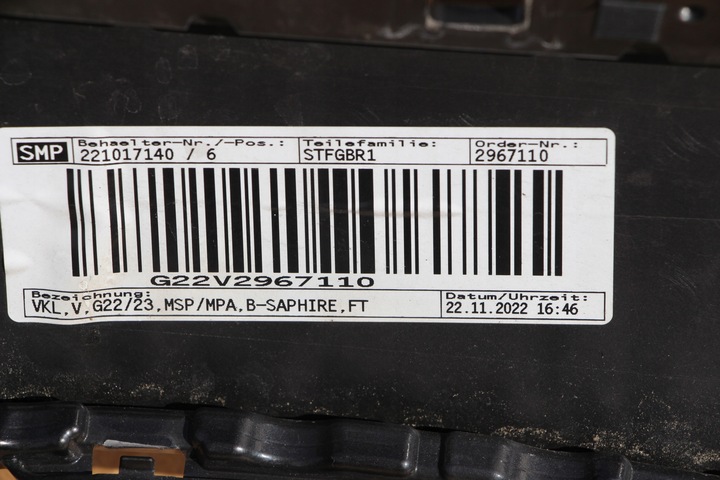 SMP Behaelter-Nr./-Pos.: Teilefamilie: Order-Nr.:
221017140 / 6 STFGBR1 2967110
G22V2967110
Bezeichnung: Datum/Uhrzeit:
VKL,V,G22/23,MSP/MPA,B-SAPHIRE,FT 22.11.2022 16:46